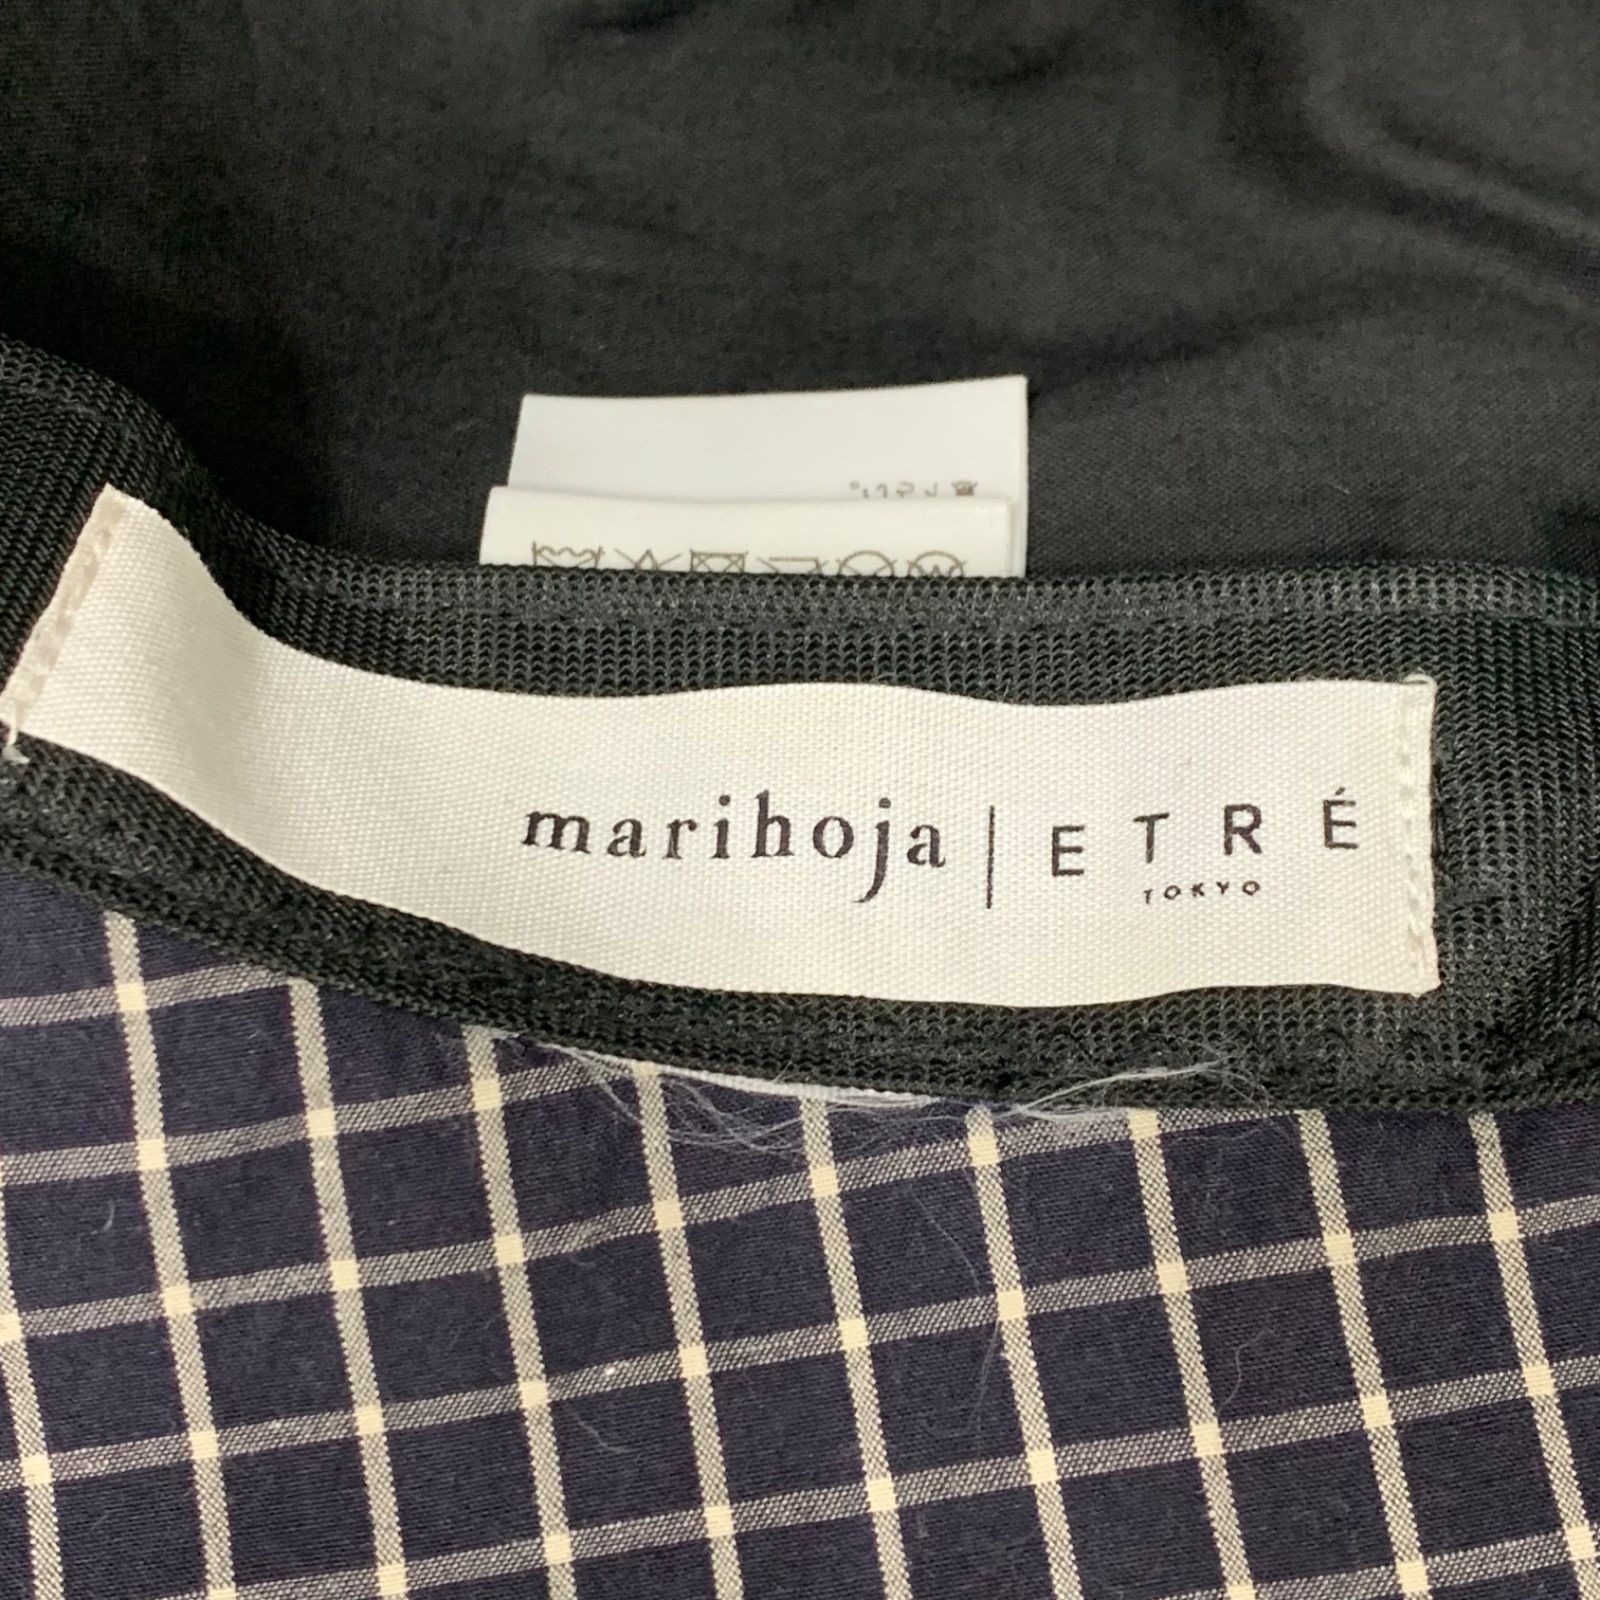 marihoja | ETRÉ
TOKYO